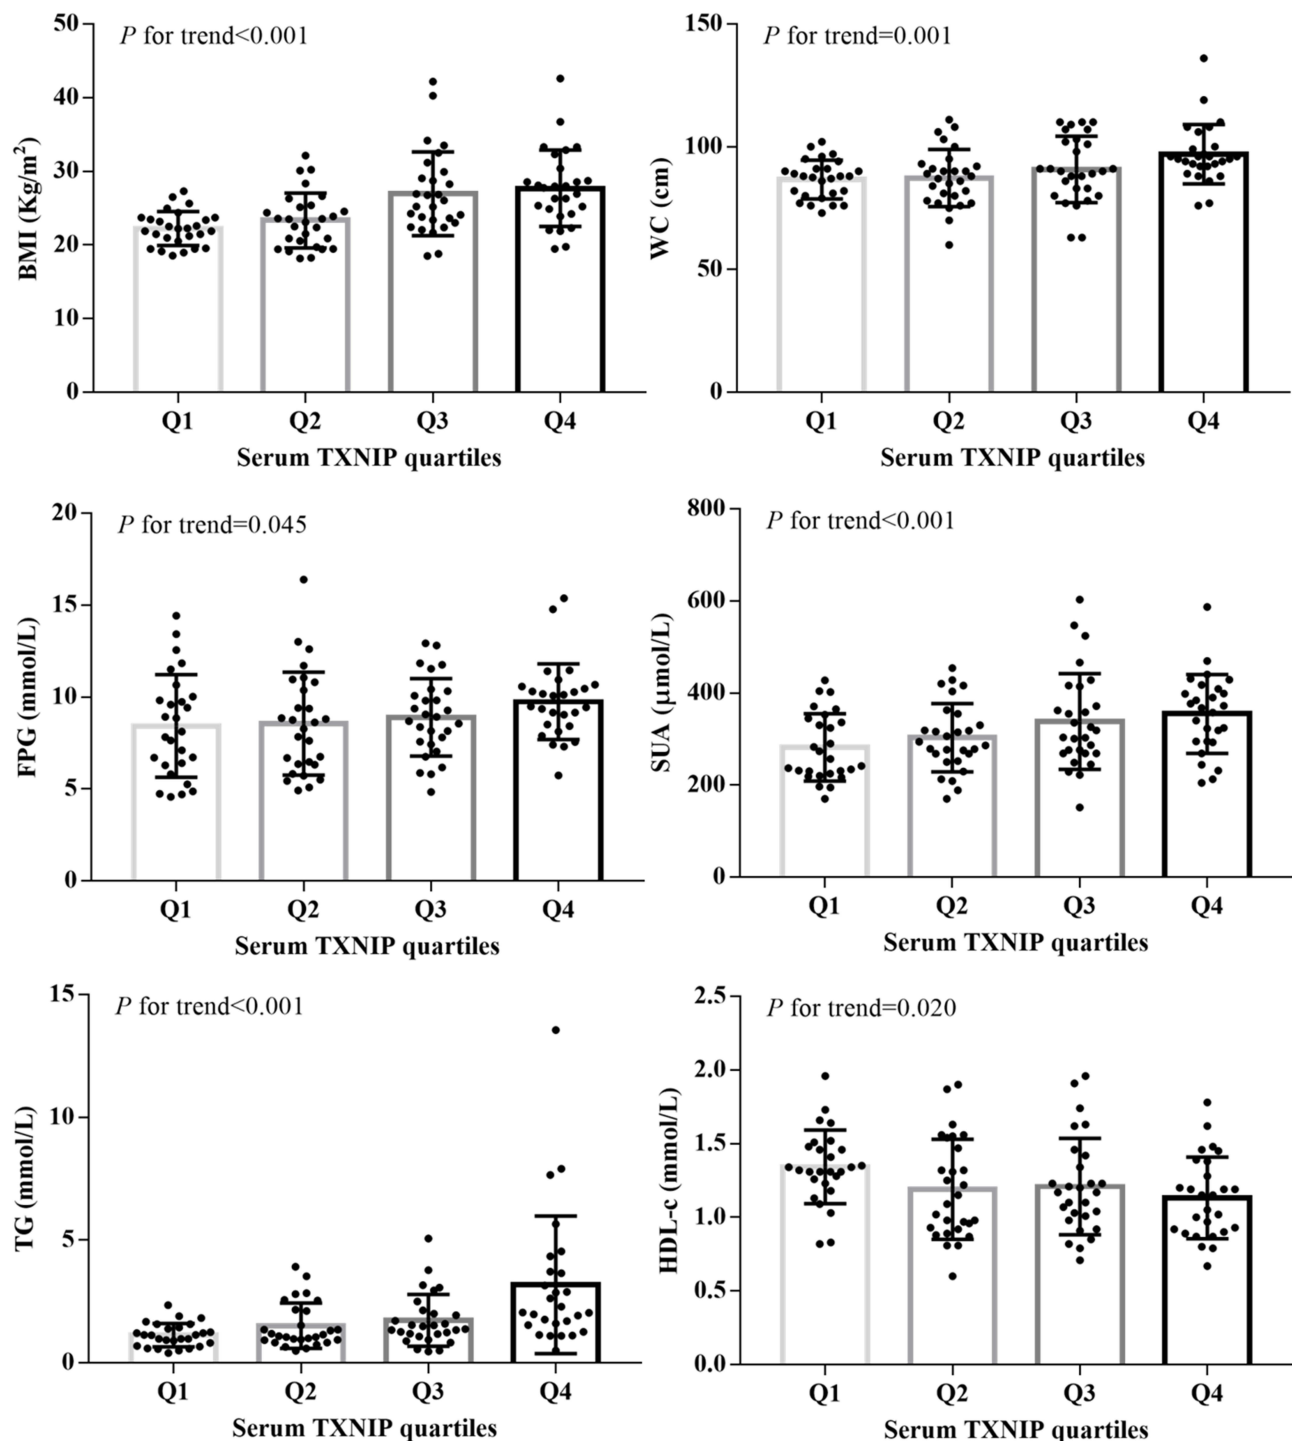 P for trend<0.001
BMI (Kg/m²)
50
40
30
20
10
0
Q1 Q2 Q3 Q4
Serum TXNIP quartiles
P for trend=0.001
WC (cm)
150
100
50
0
Q1 Q2 Q3 Q4
Serum TXNIP quartiles
P for trend=0.045
FPG (mmol/L)
20
15
10
5
0
Q1 Q2 Q3 Q4
Serum TXNIP quartiles
P for trend<0.001
SUA (μmol/L)
800
600
400
200
0
Q1 Q2 Q3 Q4
Serum TXNIP quartiles
P for trend<0.001
TG (mmol/L)
15
10
5
0
Q1 Q2 Q3 Q4
Serum TXNIP quartiles
P for trend=0.020
HDL-c (mmol/L)
2.5
2.0
1.5
1.0
0.5
0.0
Q1 Q2 Q3 Q4
Serum TXNIP quartiles